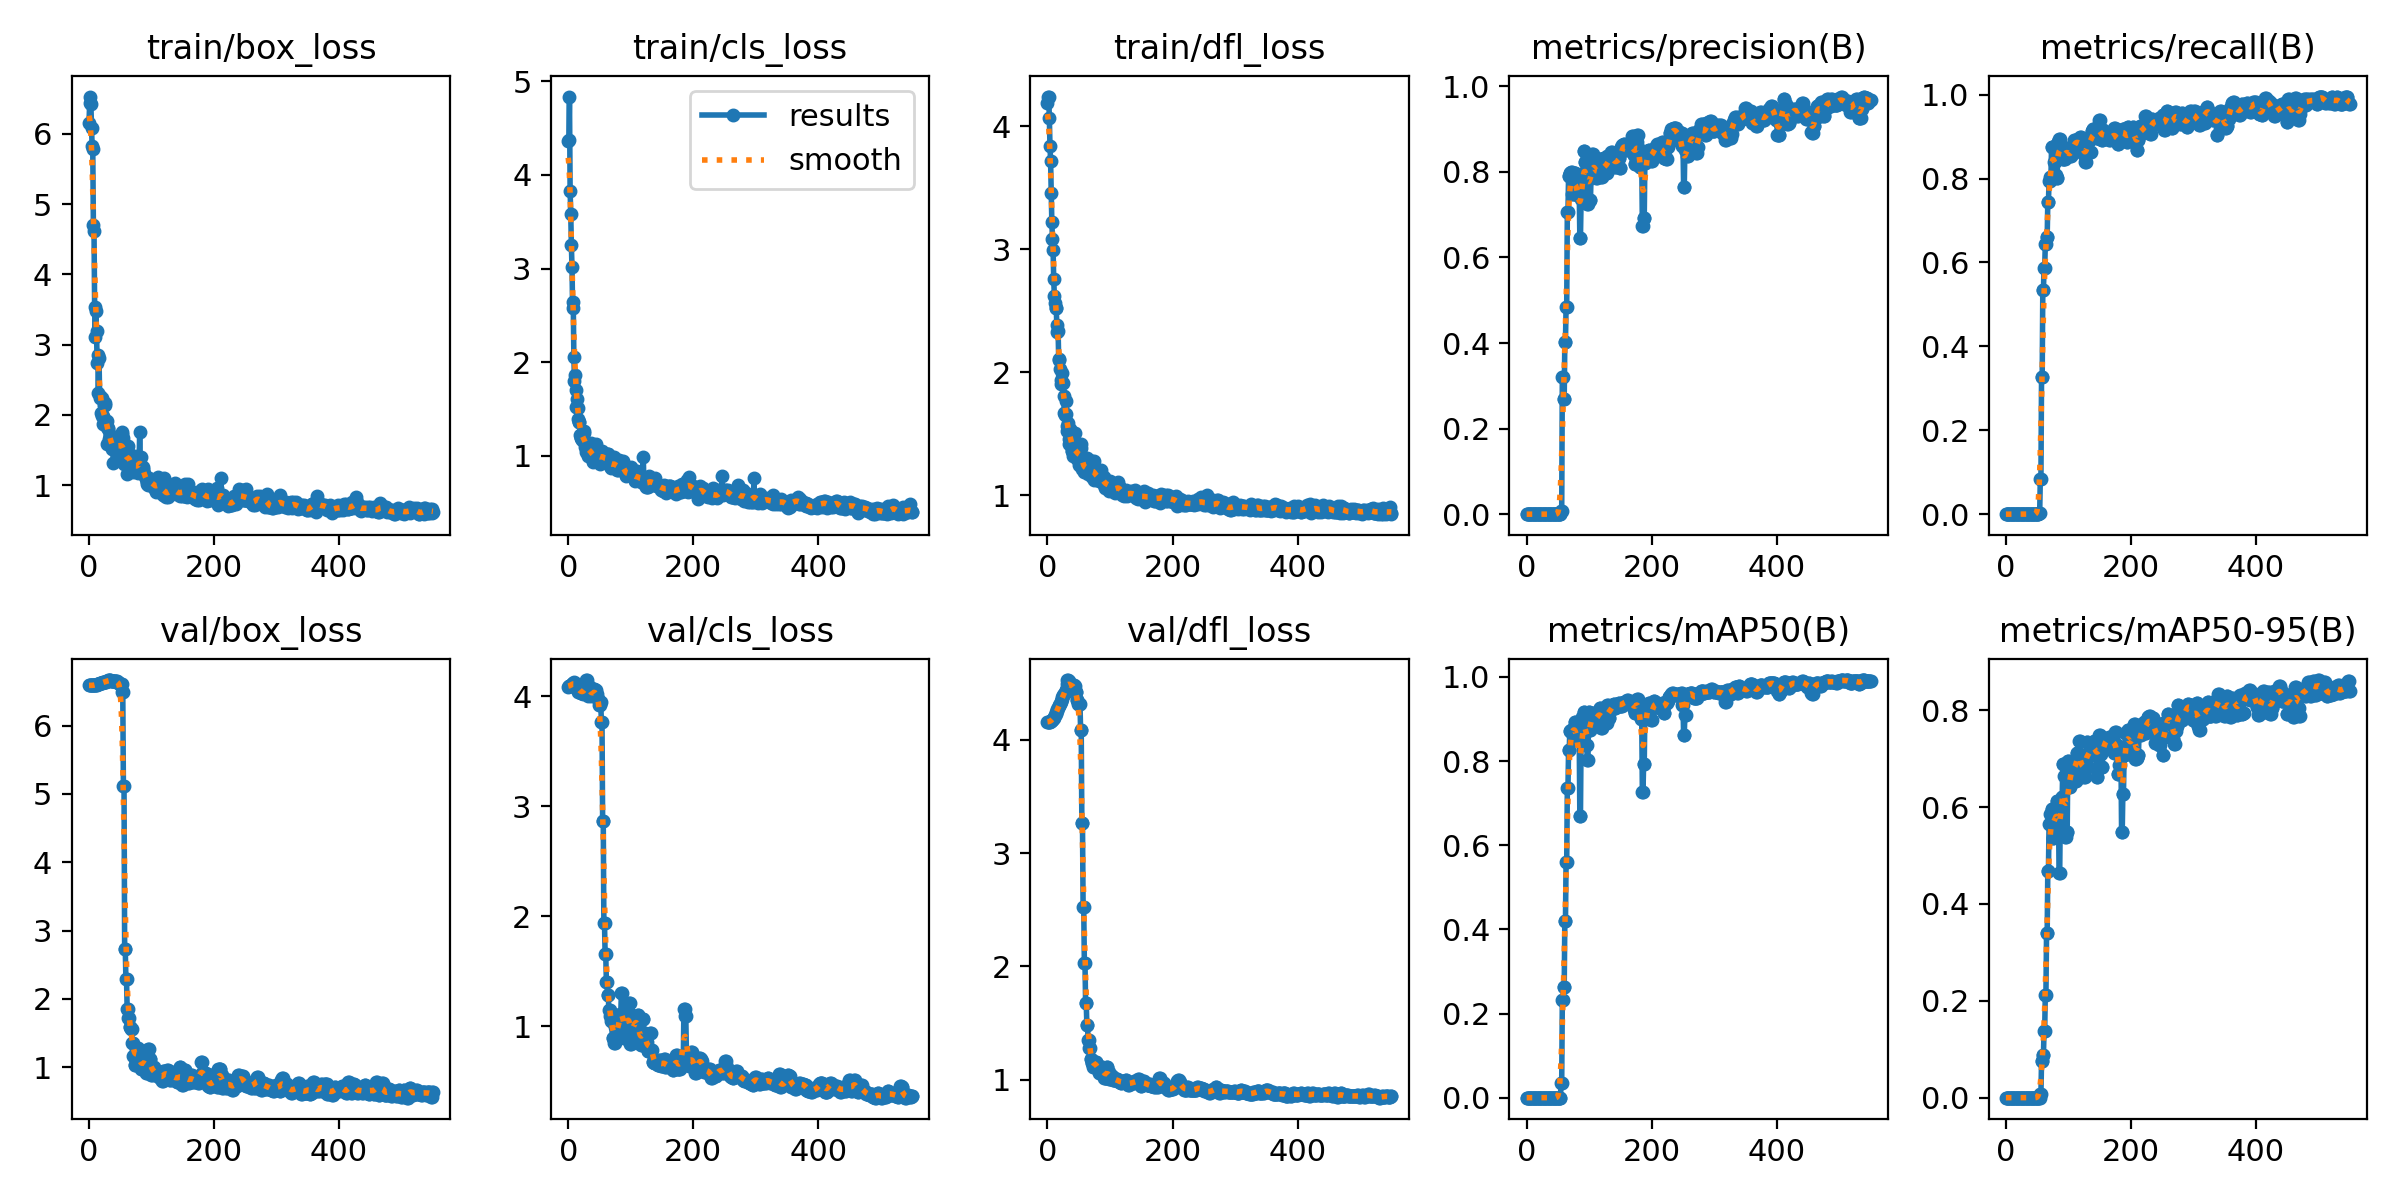 train/box_loss
train/cls_loss
train/dfl_loss
metrics/precision(B)
metrics/recall(B)
results
smooth
6
5
4
3
2
1
0 200 400
5
4
3
2
1
0 200 400
4
3
2
1
0 200 400
1.0
0.8
0.6
0.4
0.2
0.0
0 200 400
1.0
0.8
0.6
0.4
0.2
0.0
0 200 400
val/box_loss
val/cls_loss
val/dfl_loss
metrics/mAP50(B)
metrics/mAP50-95(B)
6
5
4
3
2
1
0 200 400
4
3
2
1
0 200 400
4
3
2
1
0 200 400
1.0
0.8
0.6
0.4
0.2
0.0
0 200 400
0.8
0.6
0.4
0.2
0.0
0 200 400